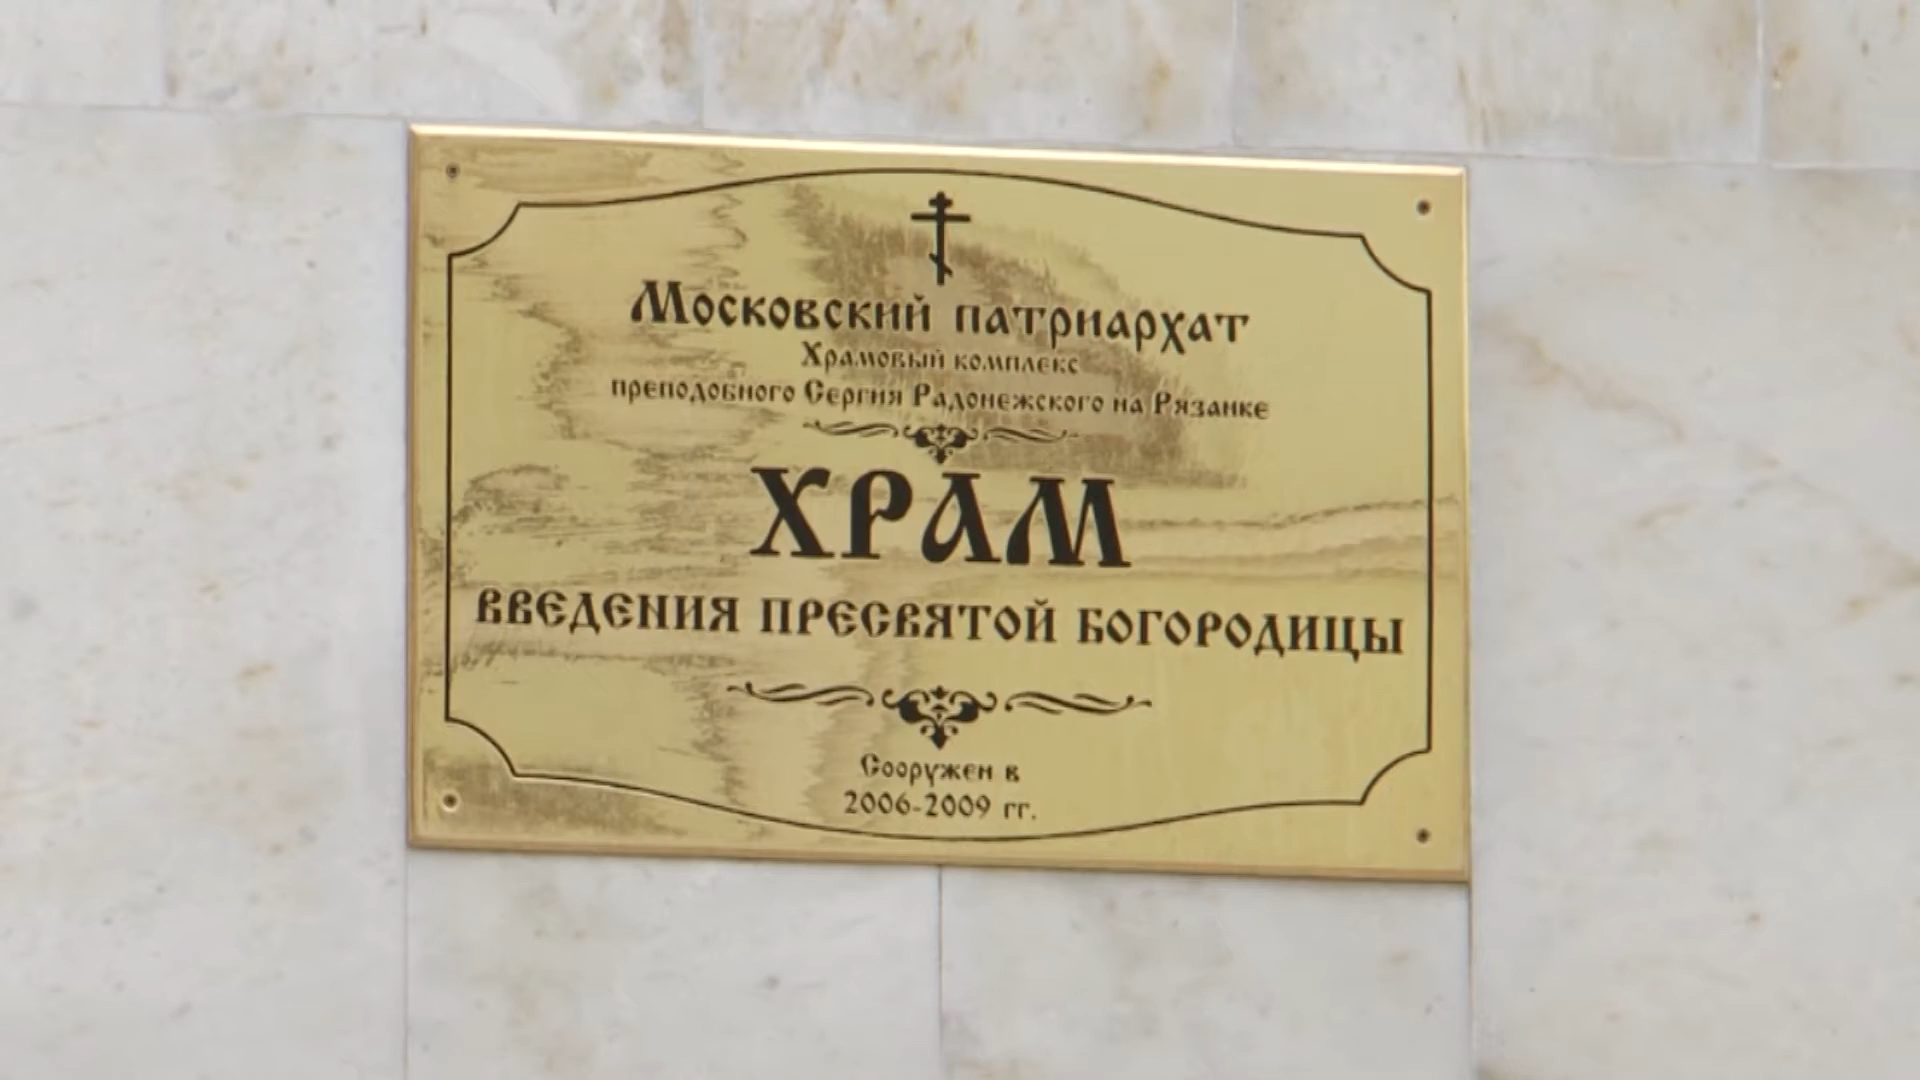 Московский патриархат
Храмовый комплекс
преподобного Сергия Радонежского на Рязанке
ХРАМ
ВВЕДЕНИЯ ПРЕСВЯТОЙ БОГОРОДИЦЫ
Сооружен в
2006-2009 гг.